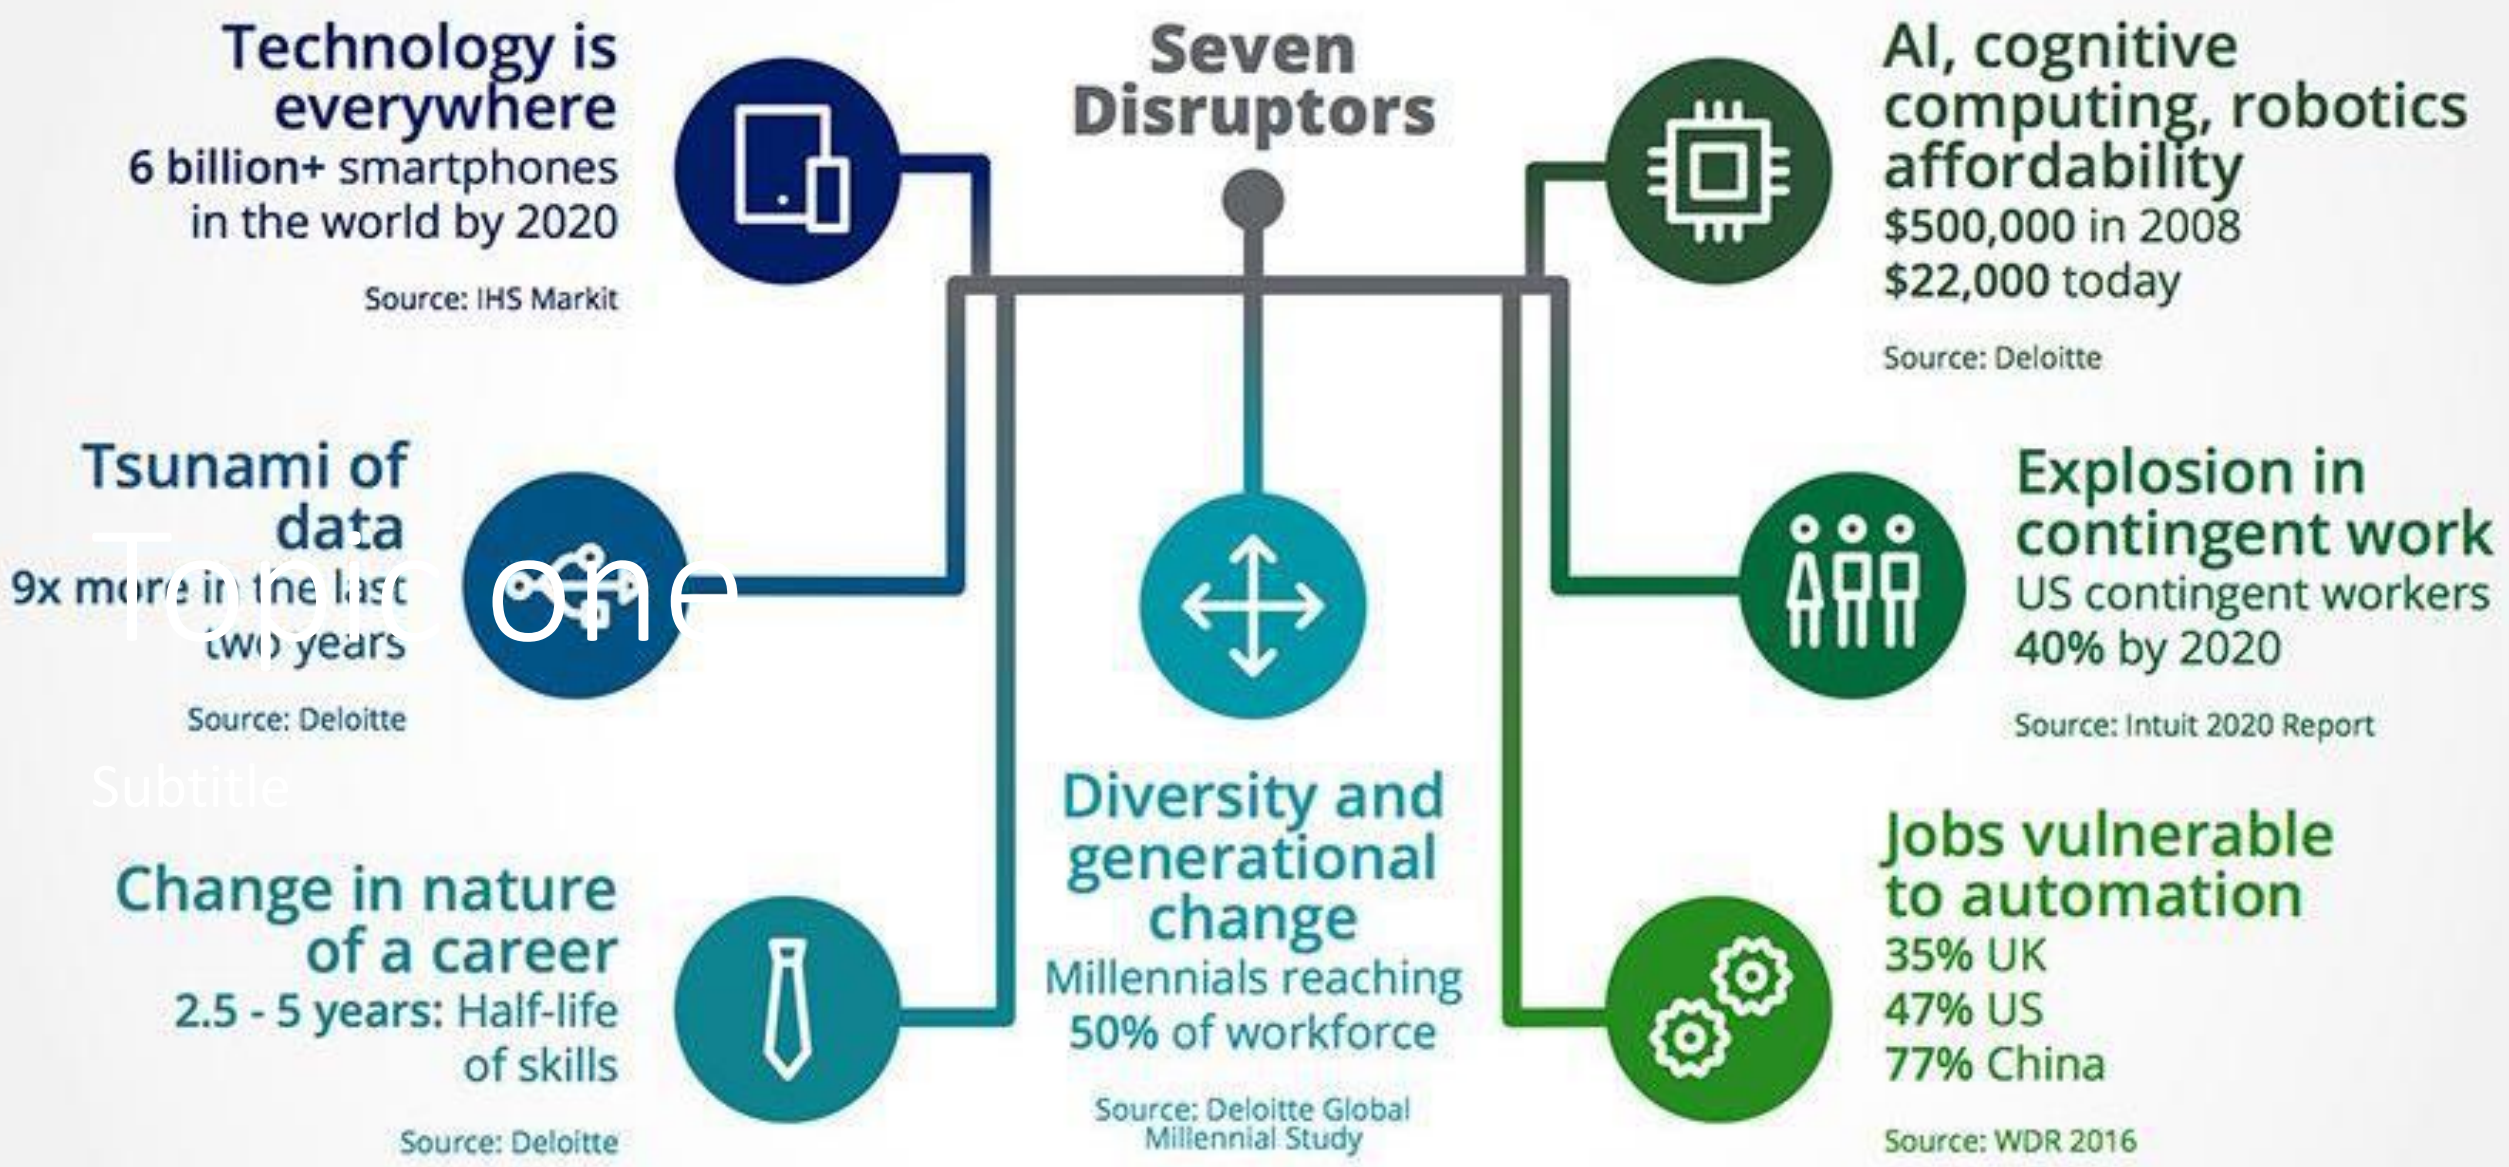 Seven
Disruptors
Technology is
everywhere
6 billion+ smartphones
in the world by 2020
Source: IHS Markit
Tsunami of
data
9x more in the last
two years
Source: Deloitte
Topic one
Subtitle
Change in nature
of a career
2.5 - 5 years: Half-life
of skills
Source: Deloitte
Diversity and
generational
change
Millennials reaching
50% of workforce
Source: Deloitte Global
Millennial Study
AI, cognitive
computing, robotics
affordability
$500,000 in 2008
$22,000 today
Source: Deloitte
Explosion in
contingent work
US contingent workers
40% by 2020
Source: Intuit 2020 Report
Jobs vulnerable
to automation
35% UK
47% US
77% China
Source: WDR 2016